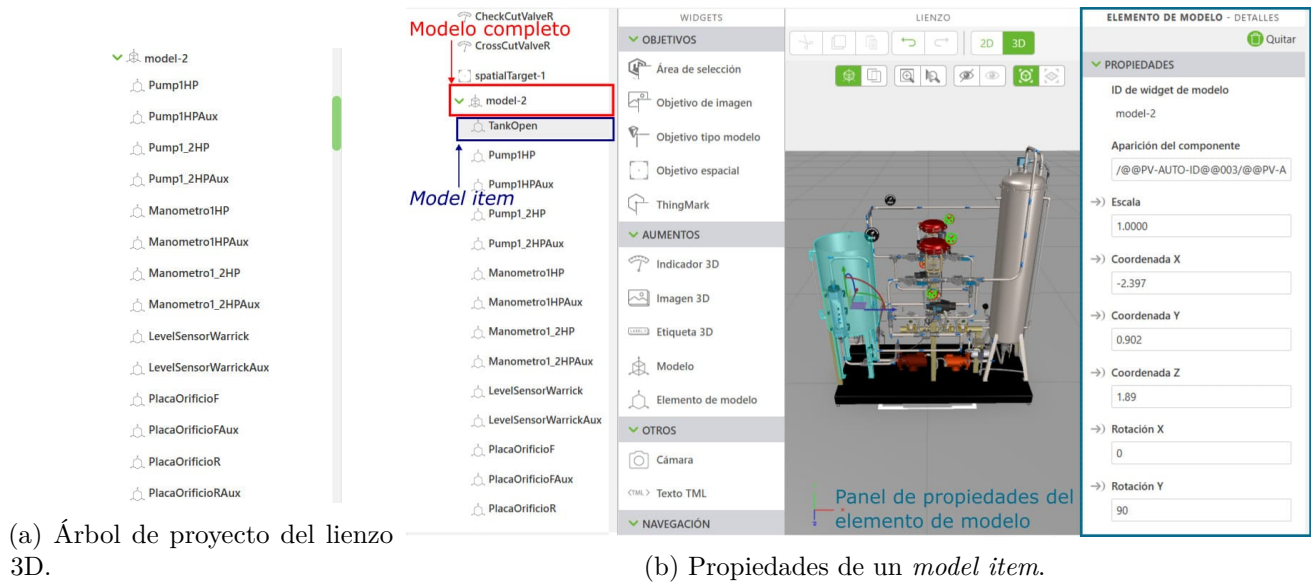 model-2
Pump1HP
Pump1HPAux
Pump1_2HP
Pump1_2HPAux
Manometro1HP
Manometro1HPAux
Manometro1_2HP
Manometro1_2HPAux
LevelSensorWarrick
LevelSensorWarrickAux
PlacaOrificioF
PlacaOrificioFAux
PlacaOrificioR
PlacaOrificioRAux
(a) Árbol de proyecto del lienzo
3D.
CheckCutValveR
Modelo completo
CrossCutValveR
spatialTarget-1
model-2
TankOpen
Pump1HP
Pump1HPAux
Model item
Pump1_2HP
Pump1_2HPAux
Manometro1HP
Manometro1HPAux
Manometro1_2HP
Manometro1_2HPAux
LevelSensorWarrick
LevelSensorWarrickAux
PlacaOrificioF
PlacaOrificioFAux
PlacaOrificioR
WIDGETS
OBJETIVOS
Área de selección
Objetivo de imagen
Objetivo tipo modelo
Objetivo espacial
ThingMark
AUMENTOS
Indicador 3D
Imagen 3D
Etiqueta 3D
Modelo
Elemento de modelo
OTROS
Cámara
Texto TML
NAVEGACIÓN
LIENZO
2D 3D
Panel de propiedades del
elemento de modelo
ELEMENTO DE MODELO - DETALLES
Quitar
PROPIEDADES
ID de widget de modelo
model-2
Aparición del componente
/@@PV-AUTO-ID@@003/@@PV-A
Escala
1.0000
Coordenada X
-2.397
Coordenada Y
0.902
Coordenada Z
1.89
Rotación X
0
Rotación Y
90
(b) Propiedades de un model item.